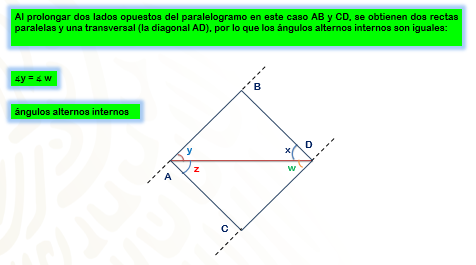 Al prolongar dos lados opuestos del paralelogramo en este caso AB y CD, se obtienen dos rectas
paralelas y una transversal (la diagonal AD), por lo que los ángulos alternos internos son iguales:
∡y = ∡ w
ángulos alternos internos
B
y
x
D
A
z
w
C